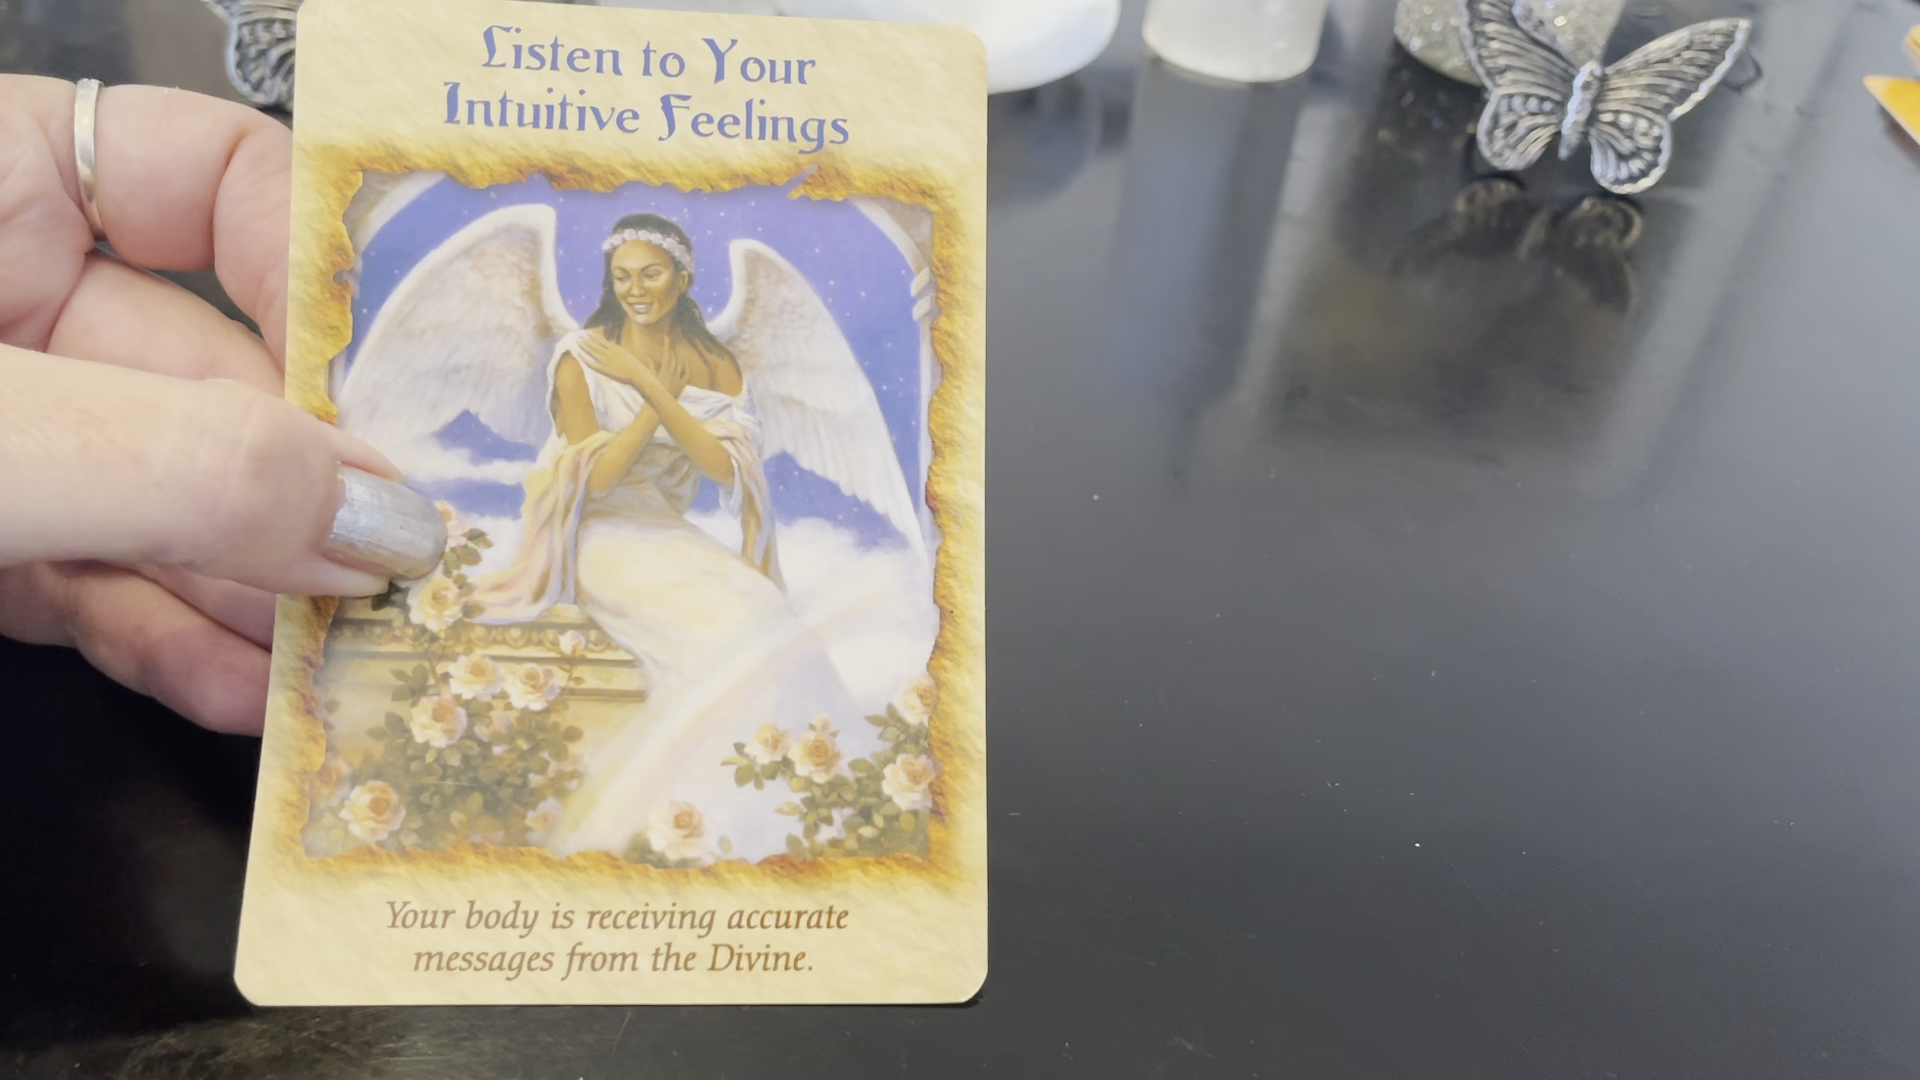 Listen to Your
Intuitive Feelings
Your body is receiving accurate
messages from the Divine.